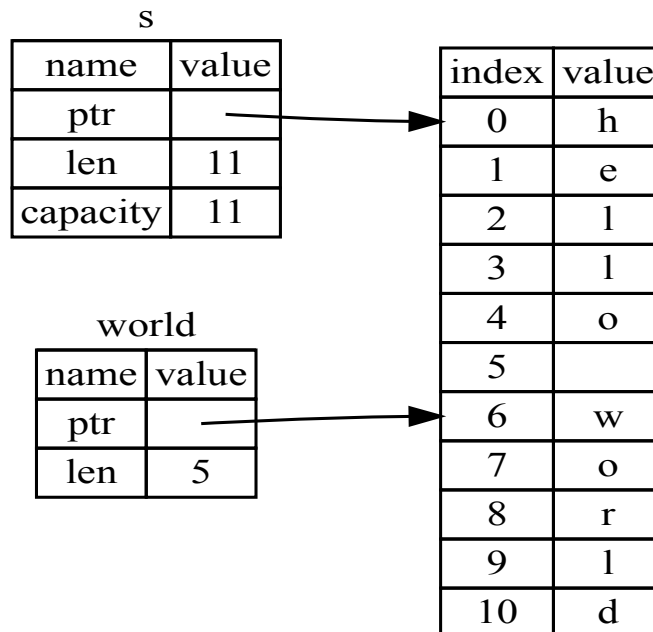 s
name value
ptr
len 11
capacity 11
world
name value
ptr
len 5
index value
0 h
1 e
2 l
3 l
4 o
5
6 w
7 o
8 r
9 l
10 d